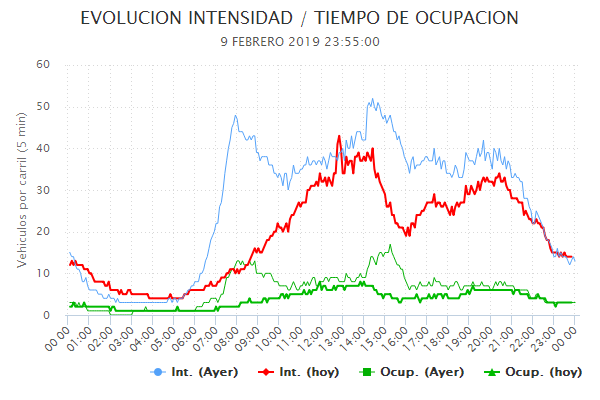 EVOLUCION INTENSIDAD / TIEMPO DE OCUPACION
9 FEBRERO 2019 23:55:00
Vehiculos por carril (5 min)
60
50
40
30
20
10
0
00:00 01:00 02:00 03:00 04:00 05:00 06:00 07:00 08:00 09:00 10:00 11:00 12:00 13:00 14:00 15:00 16:00 17:00 18:00 19:00 20:00 21:00 22:00 23:00 00:00
Int. (Ayer) Int. (hoy) Ocup. (Ayer) Ocup. (hoy)